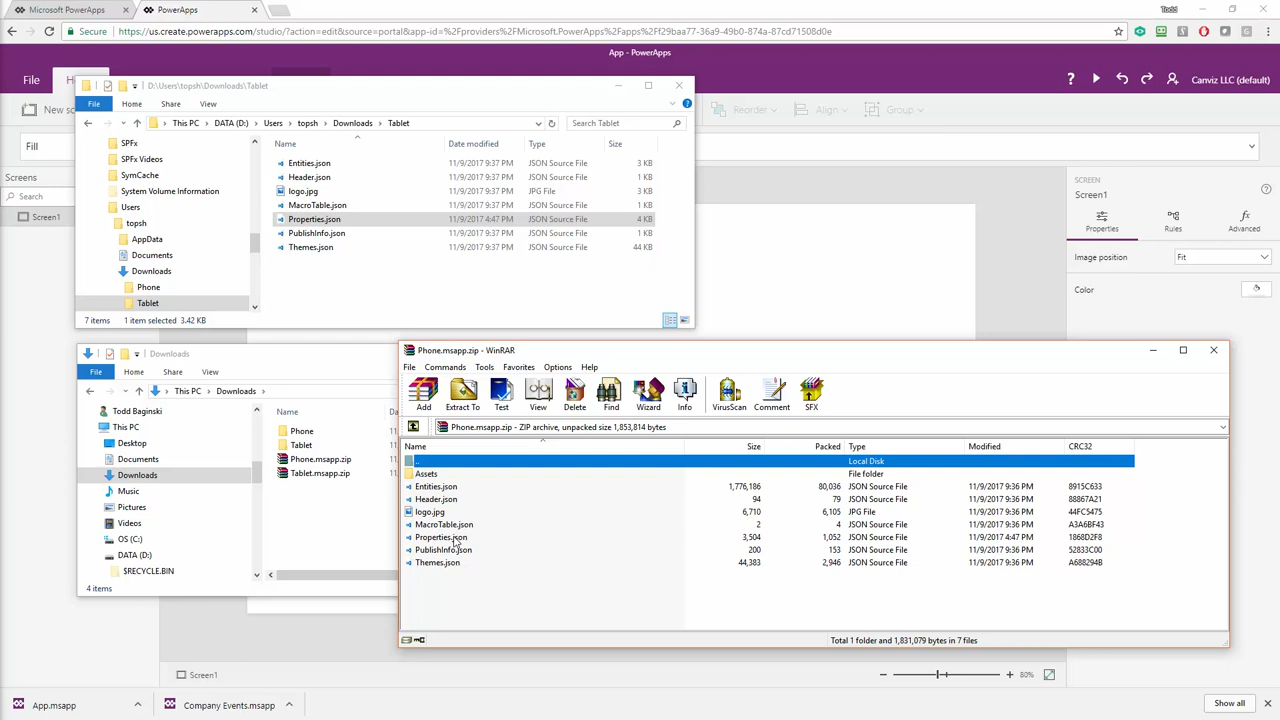 Microsoft PowerApps
PowerApps
Todd
Secure
https://us.create.powerapps.com/studio/?action=edit&source=portal&app-id=%2Fproviders%2FMicrosoft.PowerApps%2Fapps%2Ff29baa77-36a9-49b0-874a-87cd71508d0e
App - PowerApps
File
H
Canviz LLC (default)
New sc
Reorder
Align
Group
Fill
Screens
Search
Screen1
D:\Users\topsh\Downloads\Tablet
File
Home
Share
View
This PC
DATA (D:)
Users
topsh
Downloads
Tablet
Search Tablet
SPFx
SPFx Videos
SymCache
System Volume Information
Users
topsh
AppData
Documents
Downloads
Phone
Tablet
Name
Date modified
Type
Size
Entities.json 11/9/2017 9:37 PM JSON Source File 3 KB
Header.json 11/9/2017 9:37 PM JSON Source File 1 KB
logo.jpg 11/9/2017 9:37 PM JPG File 3 KB
MacroTable.json 11/9/2017 9:37 PM JSON Source File 1 KB
Properties.json 11/9/2017 4:47 PM JSON Source File 4 KB
PublishInfo.json 11/9/2017 9:37 PM JSON Source File 1 KB
Themes.json 11/9/2017 9:37 PM JSON Source File 44 KB
7 items
1 item selected 3.42 KB
SCREEN
Screen1
Properties
Rules
Advanced
Image position
Fit
Color
Downloads
File
Home
Share
View
This PC
Downloads
Todd Baginski
This PC
Desktop
Documents
Downloads
Music
Pictures
Videos
OS (C:)
DATA (D:)
$RECYCLE.BIN
Name
Da
Phone
Tablet
Phone.msapp.zip
Tablet.msapp.zip
4 items
Phone.msapp.zip - WinRAR
File
Commands
Tools
Favorites
Options
Help
Add
Extract To
Test
View
Delete
Find
Wizard
Info
VirusScan
Comment
SFX
Phone.msapp.zip - ZIP archive, unpacked size 1,853,814 bytes
Name
Size
Packed
Type
Modified
CRC32
.. Local Disk
Assets File folder
Entities.json 1,776,186 80,036 JSON Source File 11/9/2017 9:36 PM 8915C633
Header.json 94 79 JSON Source File 11/9/2017 9:36 PM 88867A21
logo.jpg 6,710 6,105 JPG File 11/9/2017 9:36 PM 44FC5475
MacroTable.json 2 4 JSON Source File 11/9/2017 9:36 PM A3A6BF43
Properties.json 3,504 1,052 JSON Source File 11/9/2017 4:47 PM 1868D2F8
PublishInfo.json 200 153 JSON Source File 11/9/2017 9:36 PM 52833C00
Themes.json 44,383 2,946 JSON Source File 11/9/2017 9:36 PM A688294B
Total 1 folder and 1,831,079 bytes in 7 files
Screen1
80%
App.msapp
Company Events.msapp
Show all